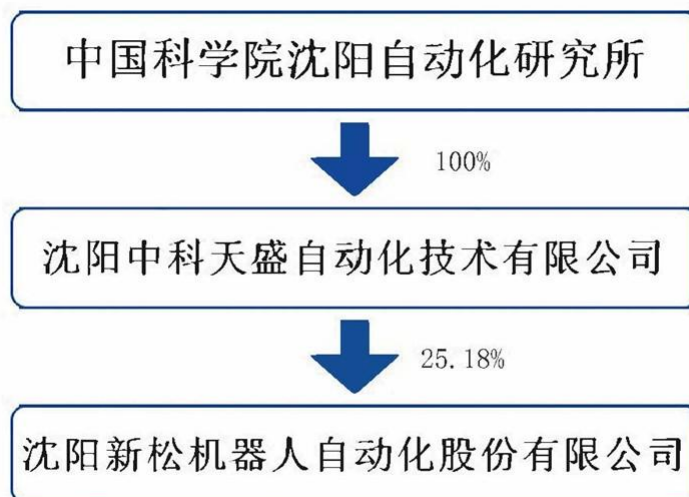 中国科学院沈阳自动化研究所
100%
沈阳中科天盛自动化技术有限公司
25.18%
沈阳新松机器人自动化股份有限公司